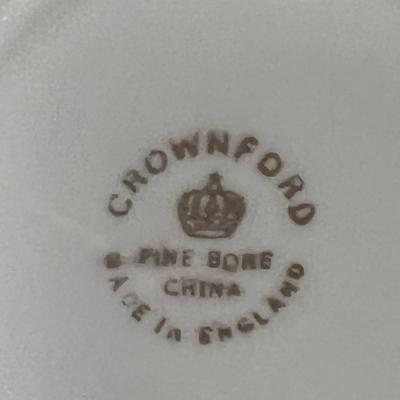 CROWNFORD
FINE BONE
CHINA
MADE IN ENGLAND